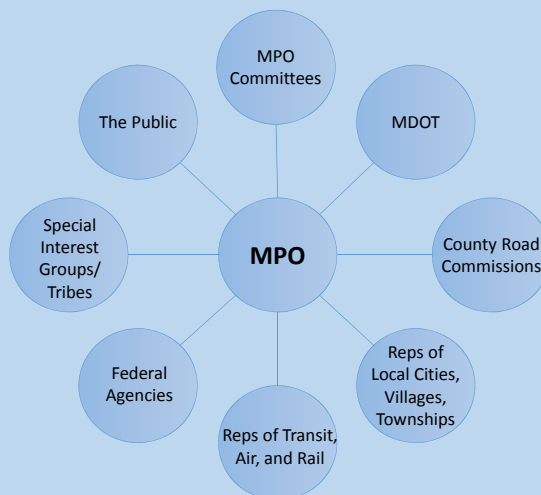 MPO
Committees
The Public
MDOT
Special
Interest
Groups/
Tribes
MPO
County Road
Commissions
Federal
Agencies
Reps of
Local Cities,
Villages,
Townships
Reps of Transit,
Air, and Rail